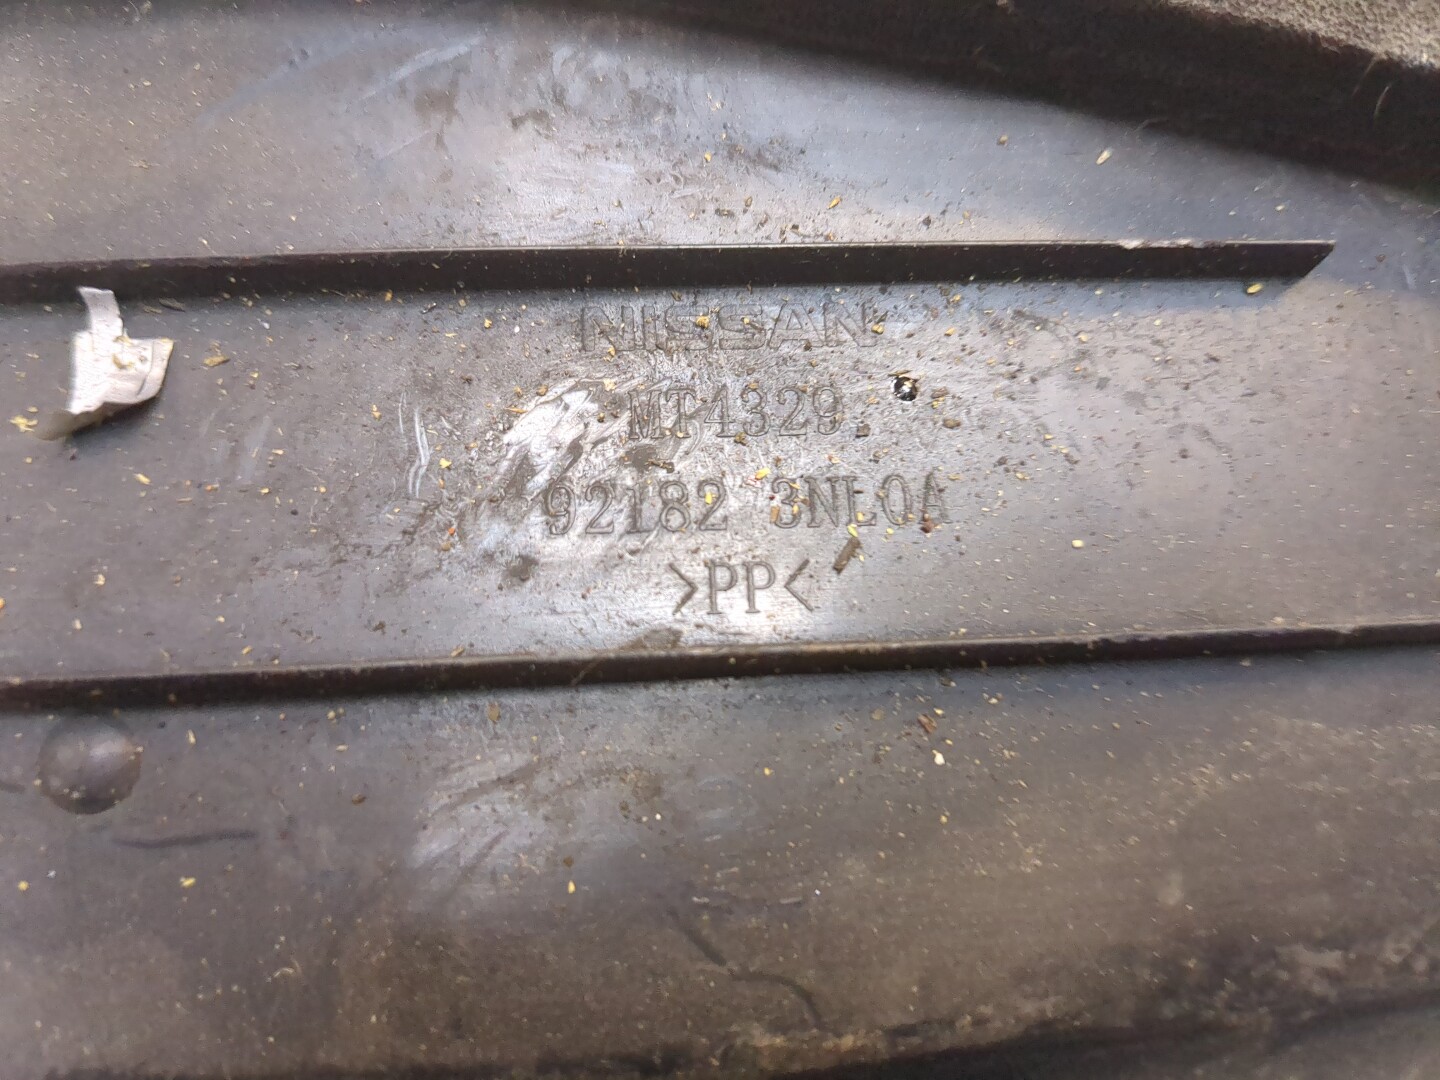 NISSAN
MT4329
92182 3NL0A
>PP<